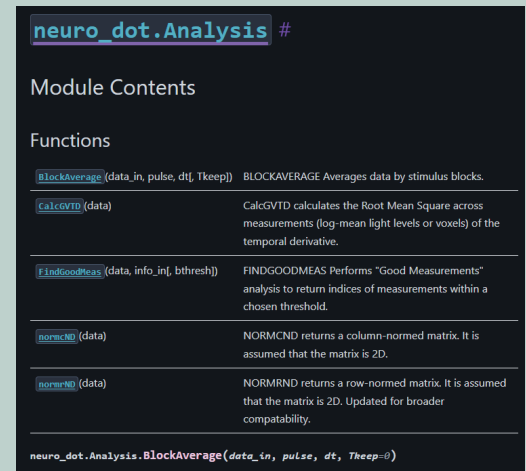 neuro_dot.Analysis #
Module Contents
Functions
BlockAverage(data_in, pulse, dt[, Tkeep]) BLOCKAVERAGE Averages data by stimulus blocks.
CalcGVTD(data) CalcGVTD calculates the Root Mean Square across
measurements (log-mean light levels or voxels) of the
temporal derivative.
FindGoodMeas(data, info_in[, bthresh]) FINDGOODMEAS Performs "Good Measurements"
analysis to return indices of measurements within a
chosen threshold.
normcND(data) NORMCND returns a column-normed matrix. It is
assumed that the matrix is 2D.
normrND(data) NORMRND returns a row-normed matrix. It is assumed
that the matrix is 2D. Updated for broader
compatability.
neuro_dot.Analysis.BlockAverage(data_in, pulse, dt, Tkeep=0)